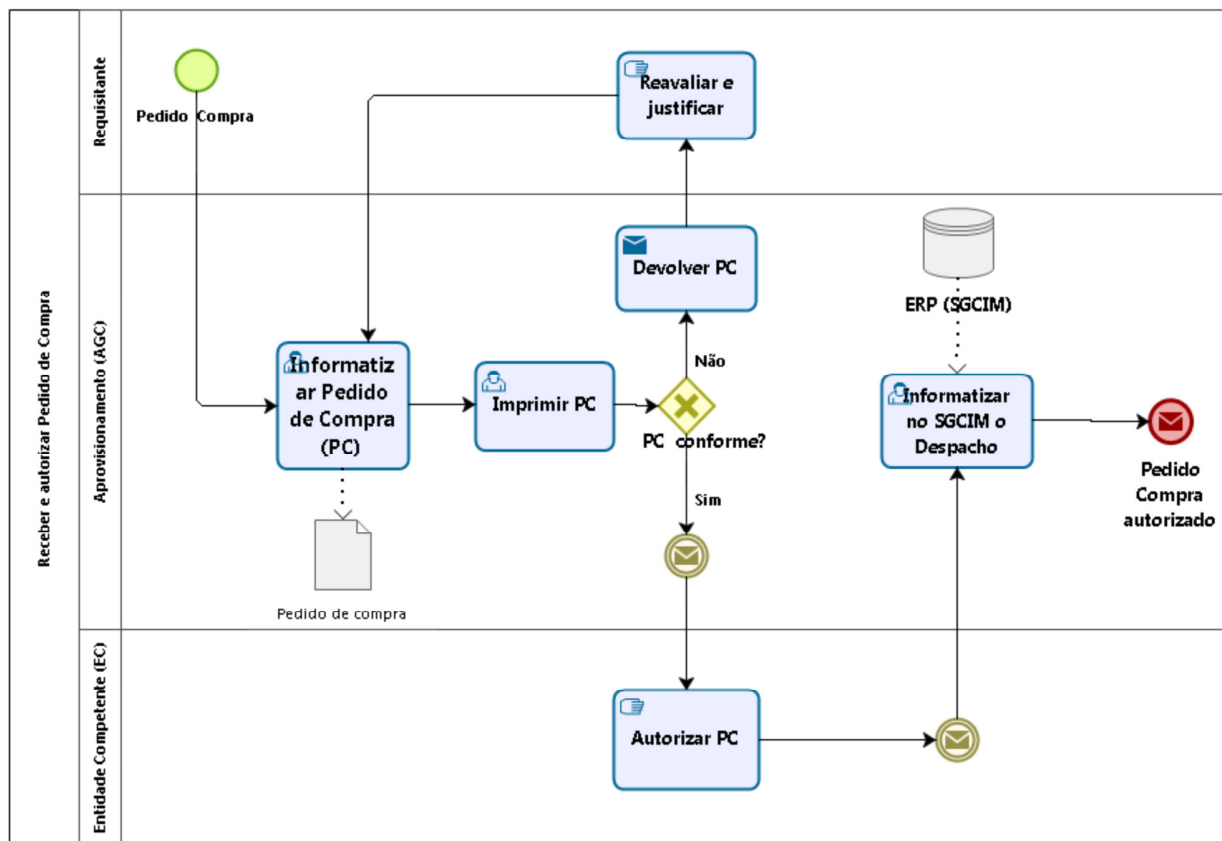 Receber e autorizar Pedido de Compra
Requisitante
Pedido Compra
Reavaliar e
justificar
Aprovisionamento (AGC)
Devolver PC
ERP (SGCIM)
Não
Informatiz
ar Pedido
de Compra
(PC)
Imprimir PC
PC conforme?
Informatizar
no SGCIM o
Despacho
Pedido
Compra
autorizado
Sim
Pedido de compra
Entidade Competente (EC)
Autorizar PC